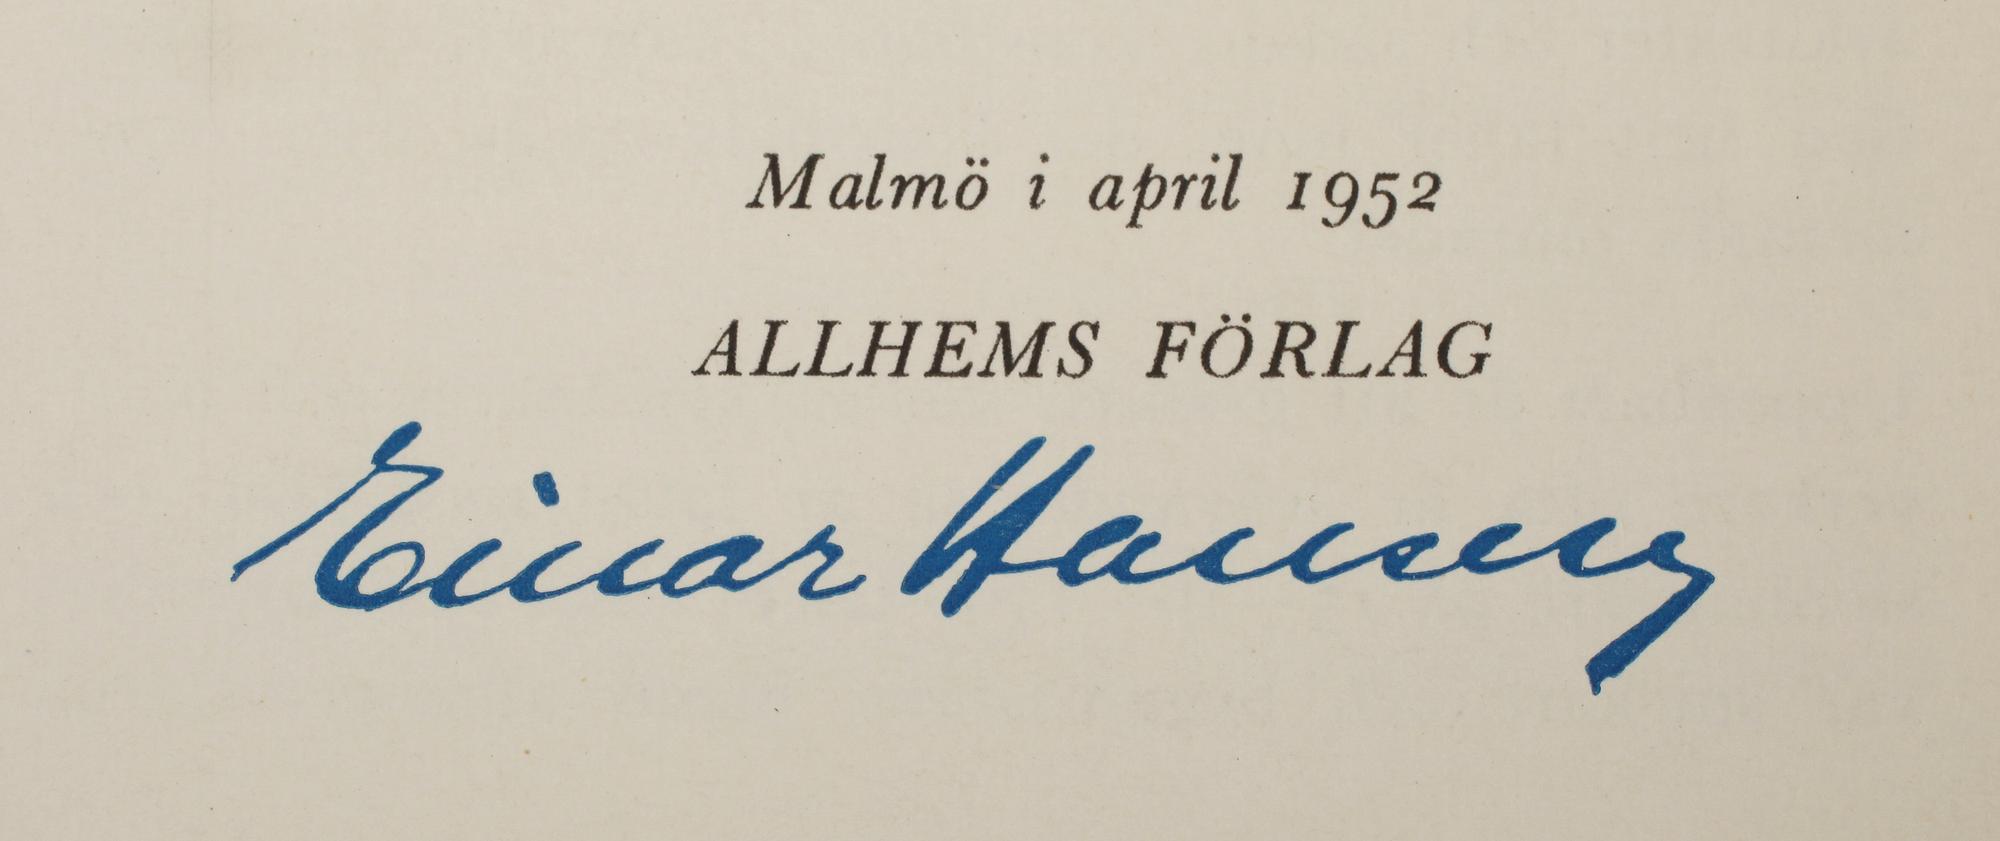 Malmö i april 1952
ALLHEMS FÖRLAG
Einar Hansen